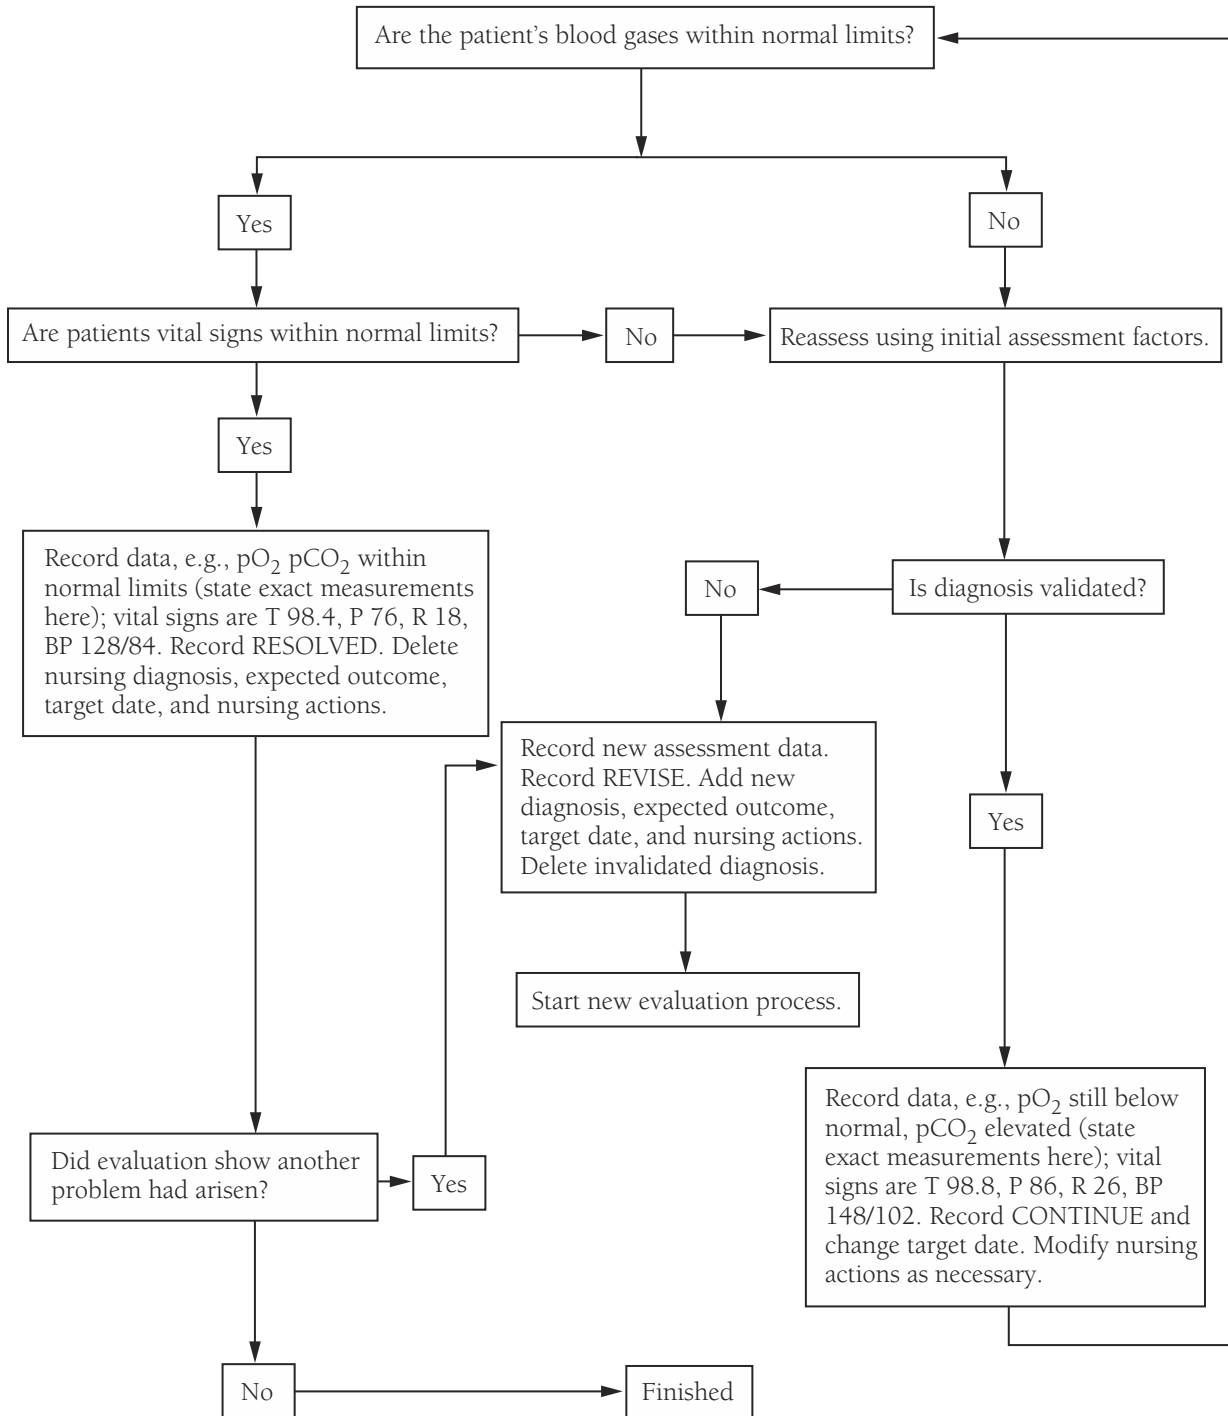 Are the patient’s blood gases within normal limits?
Yes
No
Are patients vital signs within normal limits?
No
Reassess using initial assessment factors.
Yes
Record data, e.g., pO₂ pCO₂ within
normal limits (state exact measurements
here); vital signs are T 98.4, P 76, R 18,
BP 128/84. Record RESOLVED. Delete
nursing diagnosis, expected outcome,
target date, and nursing actions.
No
Is diagnosis validated?
Record new assessment data.
Record REVISE. Add new
diagnosis, expected outcome,
target date, and nursing actions.
Delete invalidated diagnosis.
Yes
Start new evaluation process.
Record data, e.g., pO₂ still below
normal, pCO₂ elevated (state
exact measurements here); vital
signs are T 98.8, P 86, R 26, BP
148/102. Record CONTINUE and
change target date. Modify nursing
actions as necessary.
Did evaluation show another
problem had arisen?
Yes
No
Finished